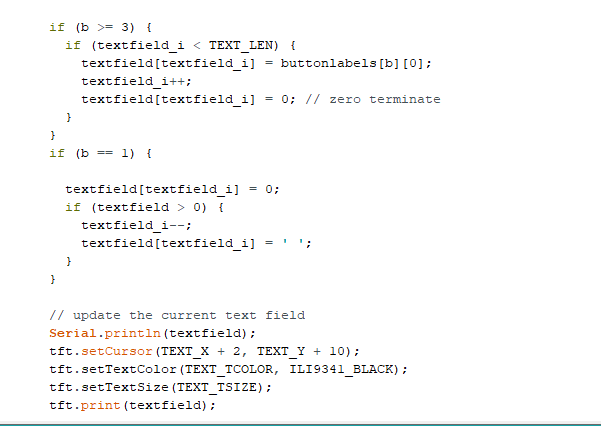 if (b >= 3) {
if (textfield_i < TEXT_LEN) {
textfield[textfield_i] = buttonlabels[b][0];
textfield_i++;
textfield[textfield_i] = 0; // zero terminate
}
}
if (b == 1) {
textfield[textfield_i] = 0;
if (textfield > 0) {
textfield_i--;
textfield[textfield_i] = ' ';
}
}
// update the current text field
Serial.println(textfield);
tft.setCursor(TEXT_X + 2, TEXT_Y + 10);
tft.setTextColor(TEXT_TCOLOR, ILI9341_BLACK);
tft.setTextSize(TEXT_TSIZE);
tft.print(textfield);